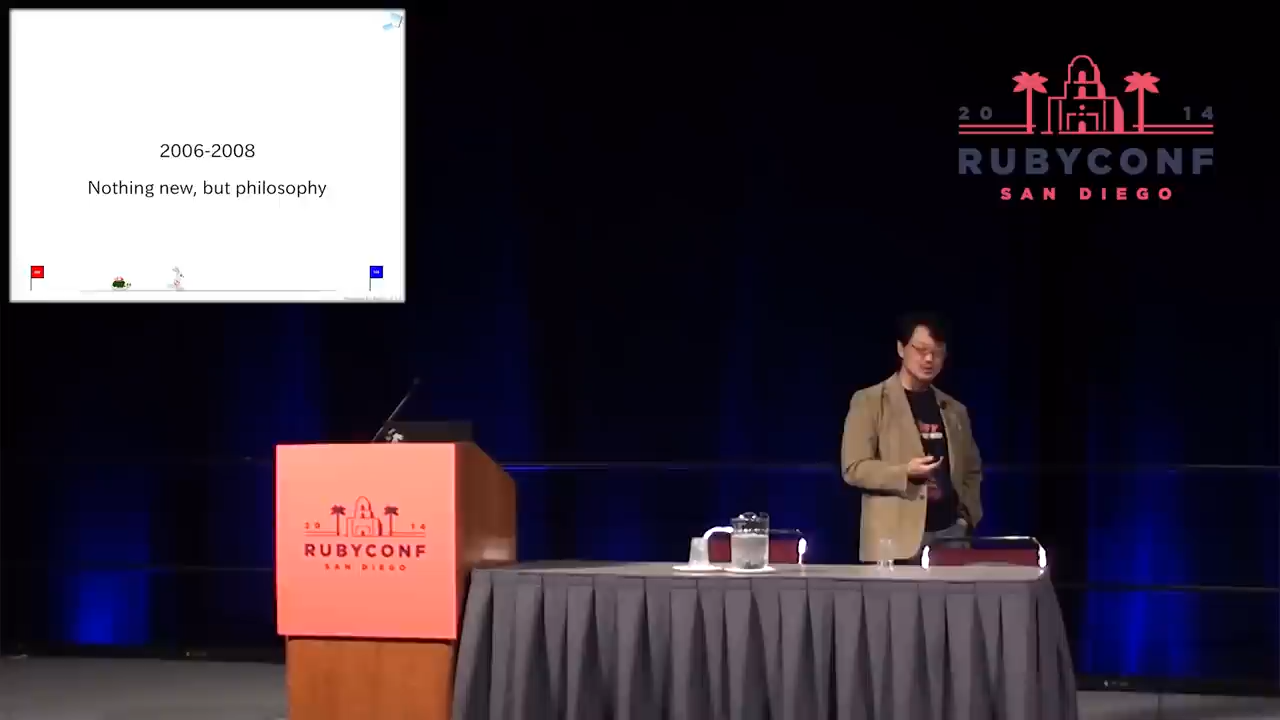 2006-2008
Nothing new, but philosophy
20 14
RUBYCONF
SAN DIEGO
20 14
RUBYCONF
SAN DIEGO